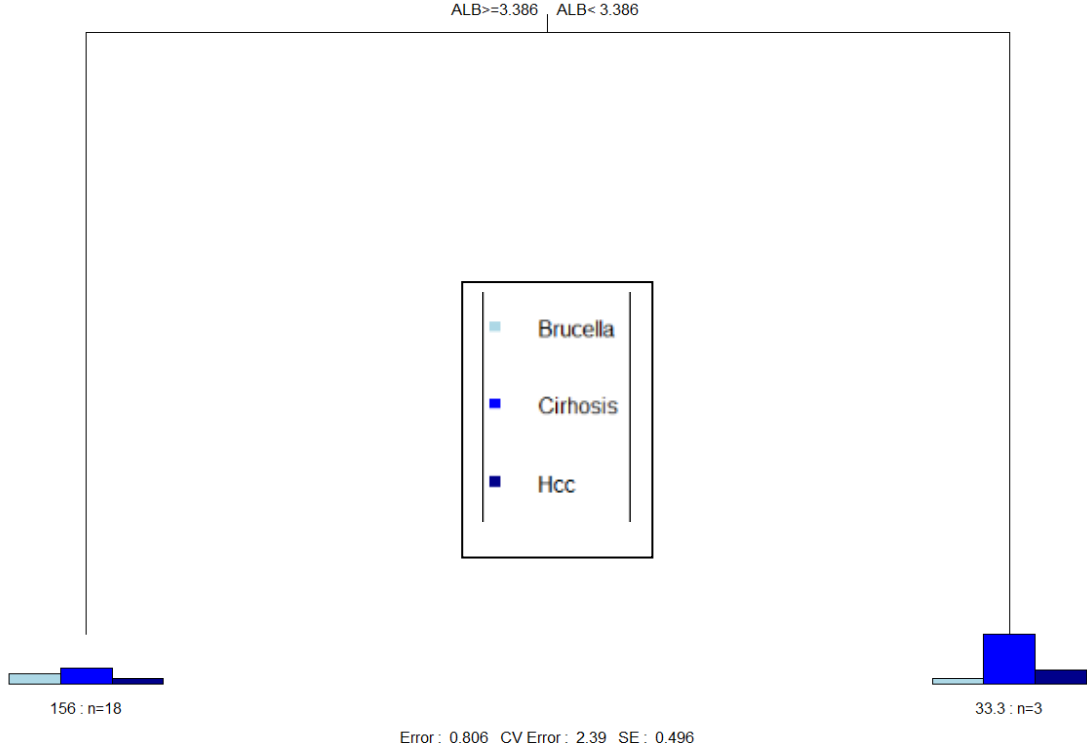 ALB>=3.386 ALB< 3.386
Brucella
Cirhosis
Hcc
156 : n=18
33.3 : n=3
Error : 0.806 CV Error : 2.39 SE : 0.496